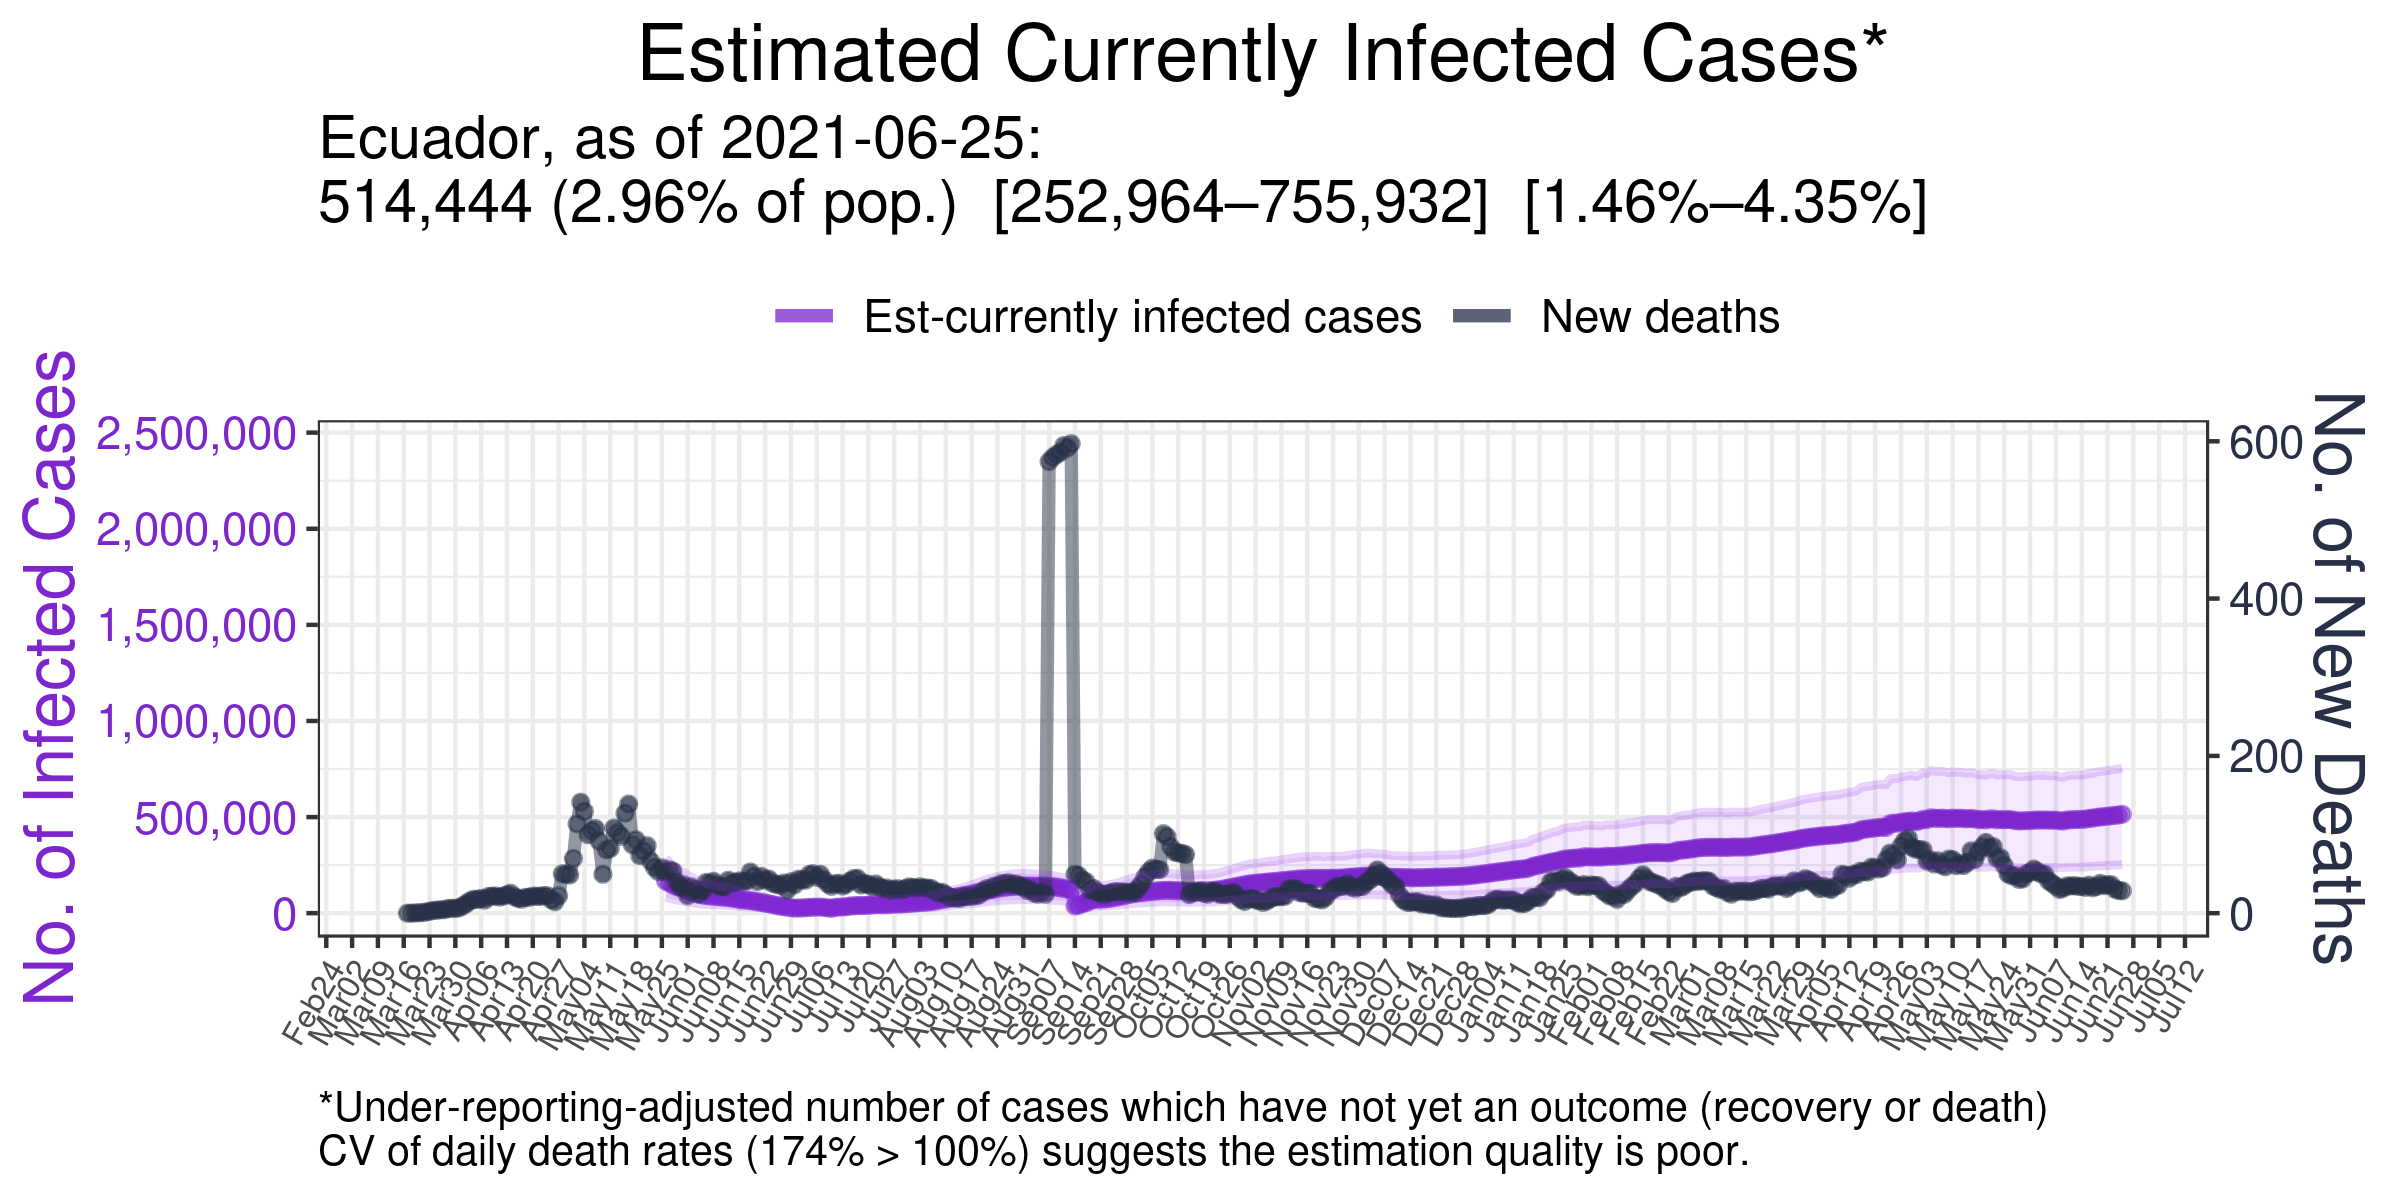 Estimated Currently Infected Cases*
Ecuador, as of 2021-06-25:
514,444 (2.96% of pop.) [252,964–755,932] [1.46%–4.35%]
Est-currently infected cases
New deaths
No. of Infected Cases
2,500,000
2,000,000
1,500,000
1,000,000
500,000
0
600
400
200
0
No. of New Deaths
Feb24
Mar02
Mar09
Mar16
Mar23
Mar30
Apr06
Apr13
Apr20
Apr27
May04
May11
May18
May25
Jun01
Jun08
Jun15
Jun22
Jun29
Jul06
Jul13
Jul20
Jul27
Aug03
Aug10
Aug17
Aug24
Aug31
Sep07
Sep14
Sep21
Sep28
Oct05
Oct12
Oct19
Oct26
Nov02
Nov09
Nov16
Nov23
Nov30
Dec07
Dec14
Dec21
Dec28
Jan04
Jan11
Jan18
Jan25
Feb01
Feb08
Feb15
Feb22
Mar01
Mar08
Mar15
Mar22
Mar29
Apr05
Apr12
Apr19
Apr26
May03
May10
May17
May24
May31
Jun07
Jun14
Jun21
Jun28
Jul05
Jul12
*Under-reporting-adjusted number of cases which have not yet an outcome (recovery or death)
CV of daily death rates (174% > 100%) suggests the estimation quality is poor.